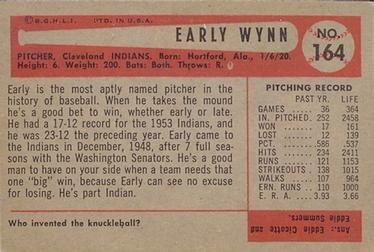 ©B.G.H.L.I. PTD. IN U.S.A.
EARLY WYNN
NO.
164
PITCHER, Cleveland INDIANS. Born: Hartford, Ala., 1/6/20.
Height: 6. Weight: 200. Bats: Both. Throws: R.
Early is the most aptly named pitcher in the
history of baseball. When he takes the mound
he's a good bet to win, whether early or late.
He had a 17-12 record for the 1953 Indians, and
he was 23-12 the preceding year. Early came to
the Indians in December, 1948, after 7 full sea-
sons with the Washington Senators. He's a good
man to have on your side when a team needs that
one "big" win, because Early can see no excuse
for losing. He's part Indian.
PITCHING RECORD
PAST YR. LIFE
GAMES 36 364
IN. PITCHED 252 2458
WON 17 161
LOST 12 139
PCT. .586 .537
HITS 234 2411
RUNS 121 1153
STRIKEOUTS 138 1015
WALKS 107 964
ERN. RUNS 110 1000
E. R. A. 3.93 3.66
Who invented the knuckleball?
Ans.: Eddie Cicotte and
Eddie Summers.